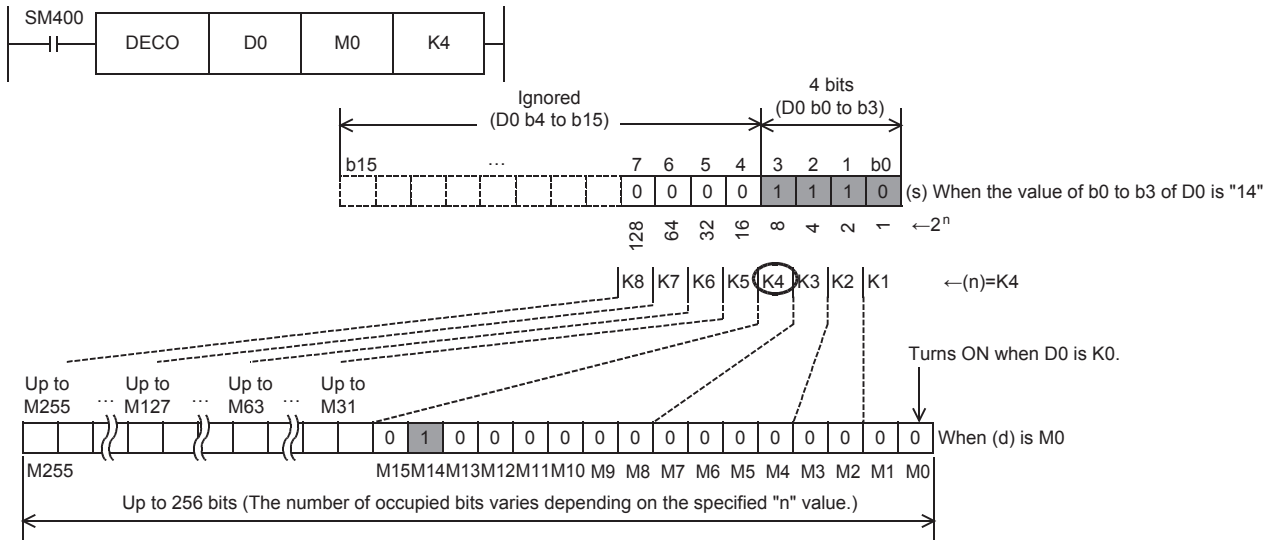 SM400
DECO D0 M0 K4
4 bits
Ignored (D0 b0 to b3)
(D0 b4 to b15)
b15 … 7 6 5 4 3 2 1 b0
0 0 0 0 1 1 1 0 (s) When the value of b0 to b3 of D0 is "14"
128 64 32 16 8 4 2 1 ←2ⁿ
K8 K7 K6 K5 K4 K3 K2 K1 ←(n)=K4
Turns ON when D0 is K0.
Up to Up to Up to Up to
M255 … M127 … M63 … M31
0 1 0 0 0 0 0 0 0 0 0 0 0 0 0 0 When (d) is M0
M255 M15 M14 M13 M12 M11 M10 M9 M8 M7 M6 M5 M4 M3 M2 M1 M0
Up to 256 bits (The number of occupied bits varies depending on the specified "n" value.)